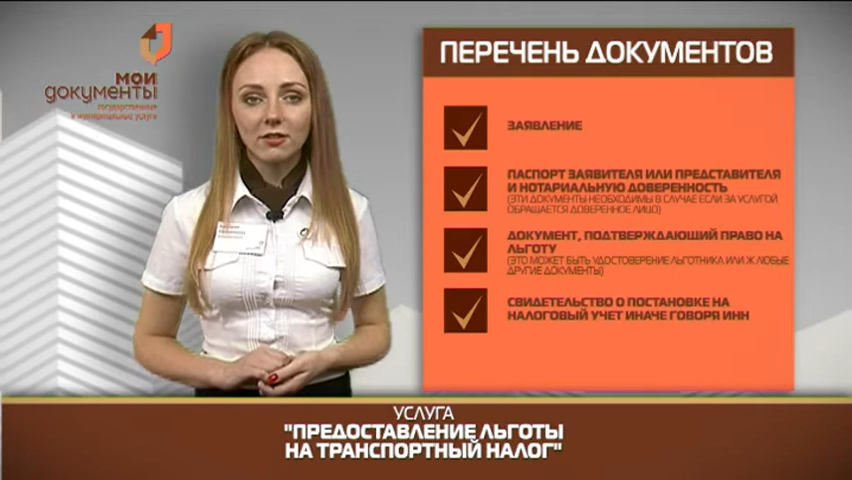 мои
документы
государственные
и муниципальные услуги
ПЕРЕЧЕНЬ ДОКУМЕНТОВ
ЗАЯВЛЕНИЕ
ПАСПОРТ ЗАЯВИТЕЛЯ ИЛИ ПРЕДСТАВИТЕЛЯ
И НОТАРИАЛЬНУЮ ДОВЕРЕННОСТЬ
(ЭТИ ДОКУМЕНТЫ НЕОБХОДИМЫ В СЛУЧАЕ ЕСЛИ ЗА УСЛУГОЙ
ОБРАЩАЕТСЯ ДОВЕРЕННОЕ ЛИЦО)
ДОКУМЕНТ, ПОДТВЕРЖДАЮЩИЙ ПРАВО НА
ЛЬГОТУ
(ЭТО МОЖЕТ БЫТЬ УДОСТОВЕРЕНИЕ ЛЬГОТНИКА ИЛИ Ж ЛЮБЫЕ
ДРУГИЕ ДОКУМЕНТЫ)
СВИДЕТЕЛЬСТВО О ПОСТАНОВКЕ НА
НАЛОГОВЫЙ УЧЕТ ИНАЧЕ ГОВОРЯ ИНН
УСЛУГА
"ПРЕДОСТАВЛЕНИЕ ЛЬГОТЫ
НА ТРАНСПОРТНЫЙ НАЛОГ"